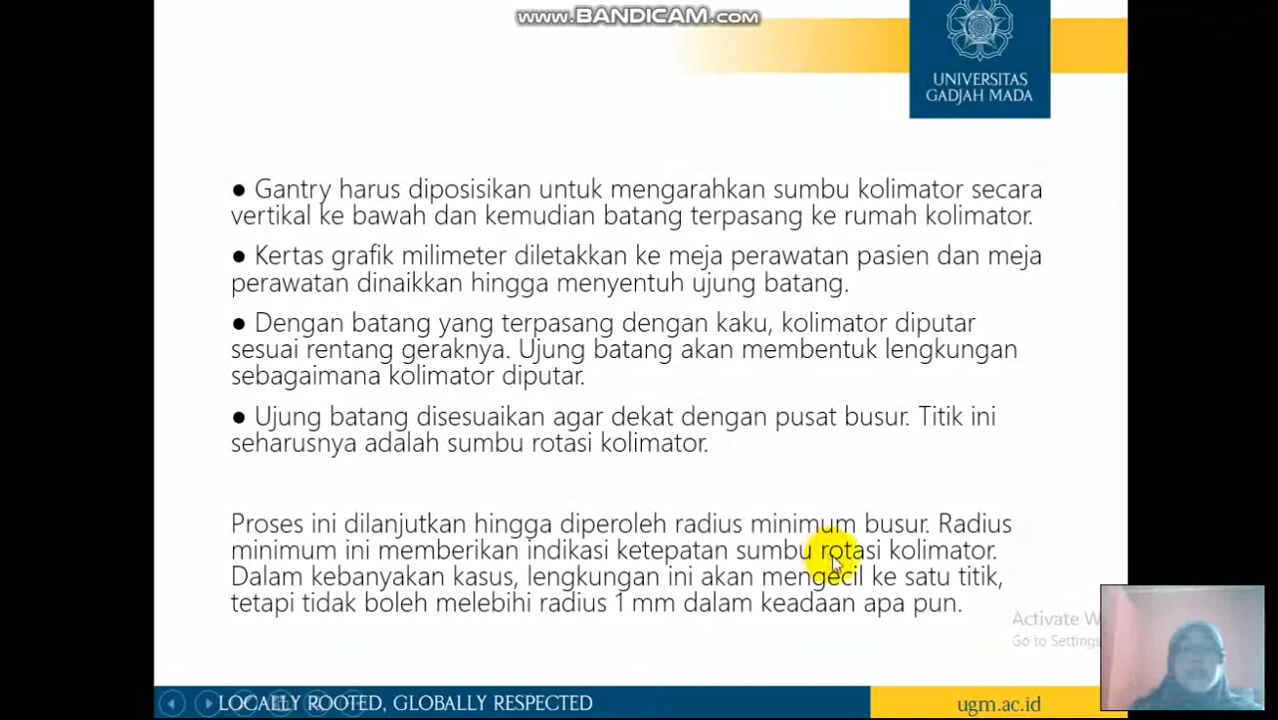 www.BANDICAM.com
UNIVERSITAS
GADJAH MADA
● Gantry harus diposisikan untuk mengarahkan sumbu kolimator secara
vertikal ke bawah dan kemudian batang terpasang ke rumah kolimator.
● Kertas grafik milimeter diletakkan ke meja perawatan pasien dan meja
perawatan dinaikkan hingga menyentuh ujung batang.
● Dengan batang yang terpasang dengan kaku, kolimator diputar
sesuai rentang geraknya. Ujung batang akan membentuk lengkungan
sebagaimana kolimator diputar.
● Ujung batang disesuaikan agar dekat dengan pusat busur. Titik ini
seharusnya adalah sumbu rotasi kolimator.
Proses ini dilanjutkan hingga diperoleh radius minimum busur. Radius
minimum ini memberikan indikasi ketepatan sumbu rotasi kolimator.
Dalam kebanyakan kasus, lengkungan ini akan mengecil ke satu titik,
tetapi tidak boleh melebihi radius 1 mm dalam keadaan apa pun.
Activate W
Go to Settings
LOCALLY ROOTED, GLOBALLY RESPECTED
ugm.ac.id